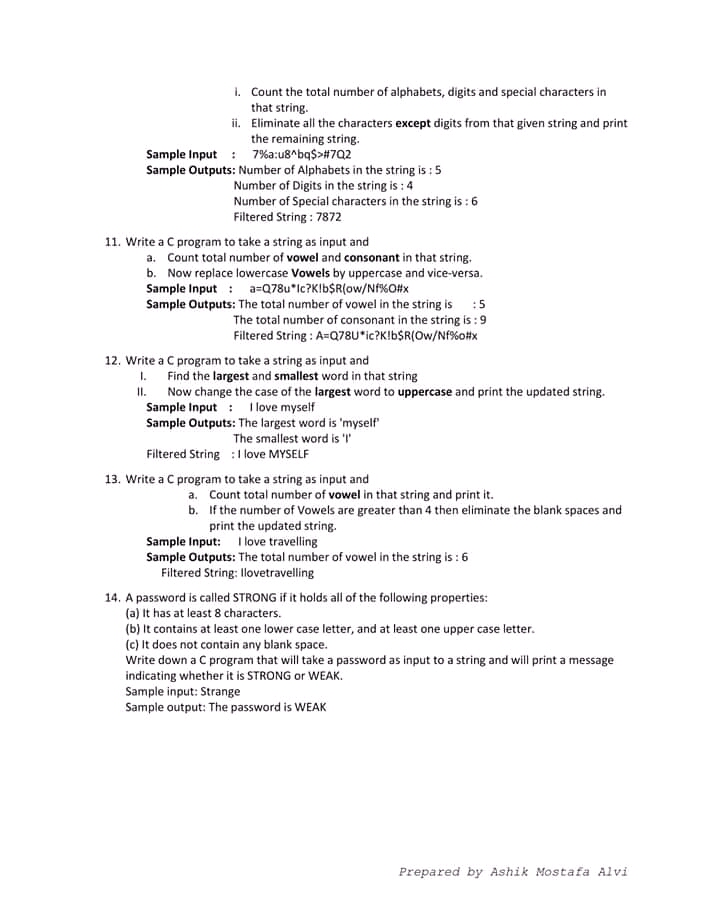 i. Count the total number of alphabets, digits and special characters in
that string.
ii. Eliminate all the characters except digits from that given string and print
the remaining string.
Sample Input : 7%a:u8^bq$>#7Q2
Sample Outputs: Number of Alphabets in the string is : 5
Number of Digits in the string is : 4
Number of Special characters in the string is : 6
Filtered String : 7872
11. Write a C program to take a string as input and
a. Count total number of vowel and consonant in that string.
b. Now replace lowercase Vowels by uppercase and vice-versa.
Sample Input : a=Q78u*Ic?K!b$R(ow/Nf%O#x
Sample Outputs: The total number of vowel in the string is : 5
The total number of consonant in the string is : 9
Filtered String : A=Q78U*ic?K!b$R(Ow/Nf%o#x
12. Write a C program to take a string as input and
I. Find the largest and smallest word in that string
II. Now change the case of the largest word to uppercase and print the updated string.
Sample Input : I love myself
Sample Outputs: The largest word is 'myself'
The smallest word is 'I'
Filtered String : I love MYSELF
13. Write a C program to take a string as input and
a. Count total number of vowel in that string and print it.
b. If the number of Vowels are greater than 4 then eliminate the blank spaces and
print the updated string.
Sample Input: I love travelling
Sample Outputs: The total number of vowel in the string is : 6
Filtered String: Ilovetravelling
14. A password is called STRONG if it holds all of the following properties:
(a) It has at least 8 characters.
(b) It contains at least one lower case letter, and at least one upper case letter.
(c) It does not contain any blank space.
Write down a C program that will take a password as input to a string and will print a message
indicating whether it is STRONG or WEAK.
Sample input: Strange
Sample output: The password is WEAK
Prepared by Ashik Mostafa Alvi